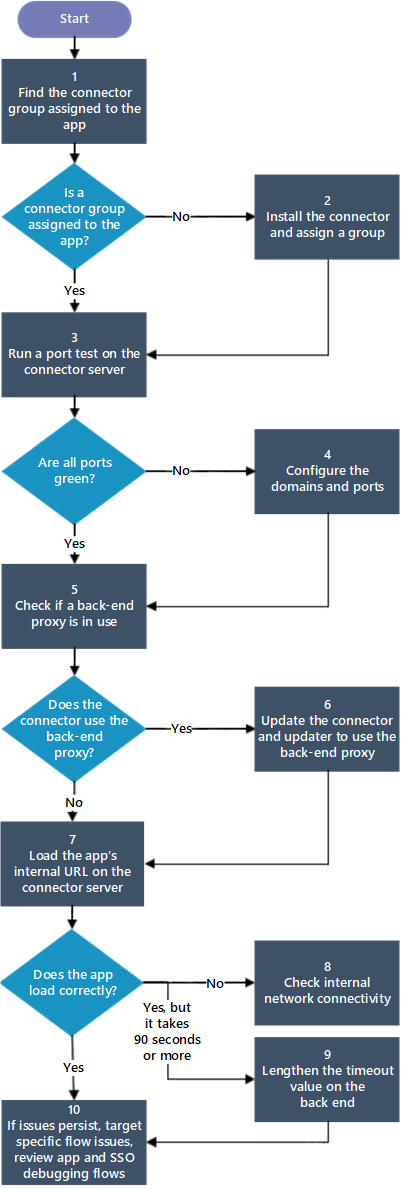 Start
1
Find the connector
group assigned to the
app
Is a
connector group
assigned to the
app?
No
2
Install the connector
and assign a group
Yes
3
Run a port test on the
connector server
Are all ports
green?
No
4
Configure the
domains and ports
Yes
5
Check if a back-end
proxy is in use
Does the
connector use the
back-end
proxy?
Yes
6
Update the connector
and updater to use the
back-end proxy
No
7
Load the app's
internal URL on the
connector server
Does the app
load correctly?
No
8
Check internal
network connectivity
Yes, but
it takes
90 seconds
or more
9
Lengthen the timeout
value on the
back end
Yes
10
If issues persist, target
specific flow issues,
review app and SSO
debugging flows